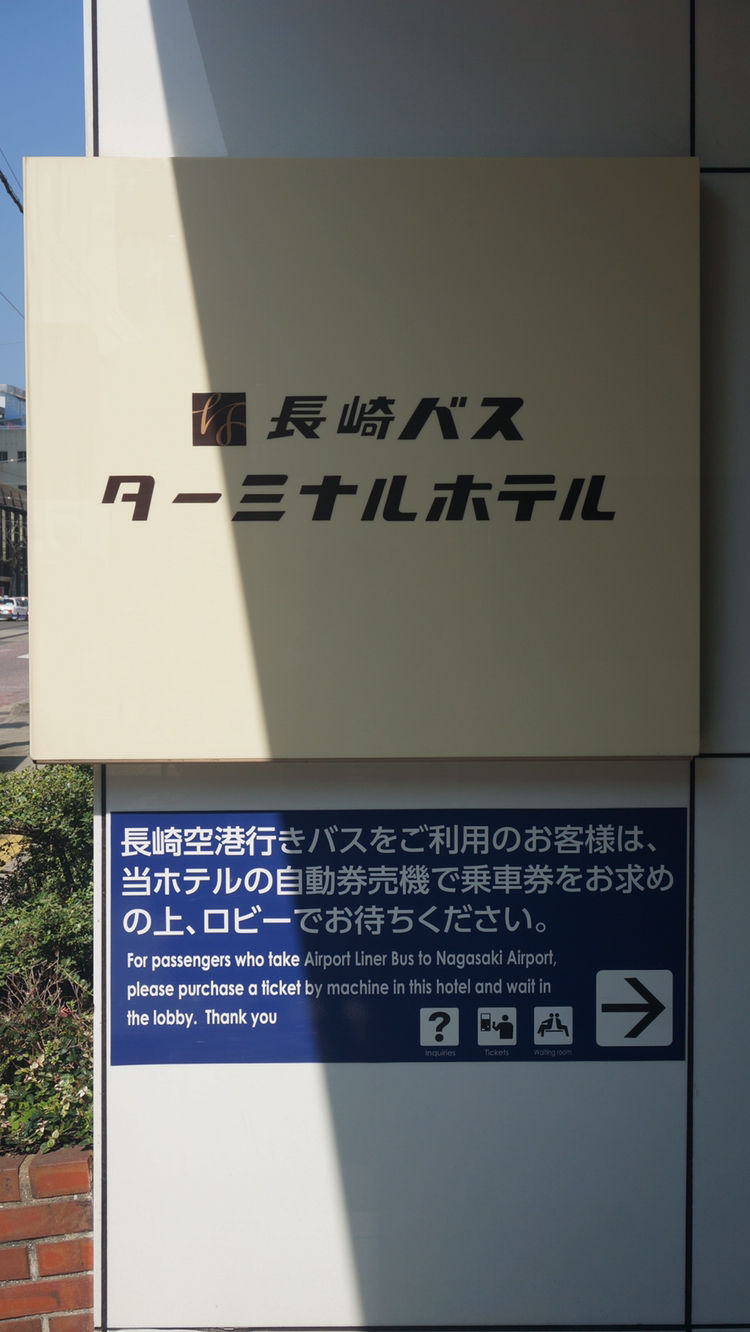 長崎バス
ターミナルホテル
長崎空港行きバスをご利用のお客様は、
当ホテルの自動券売機で乗車券をお求め
の上、ロビーでお待ちください。
For passengers who take Airport Liner Bus to Nagasaki Airport,
please purchase a ticket by machine in this hotel and wait in
the lobby. Thank you
?
Inquiries Tickets Waiting room